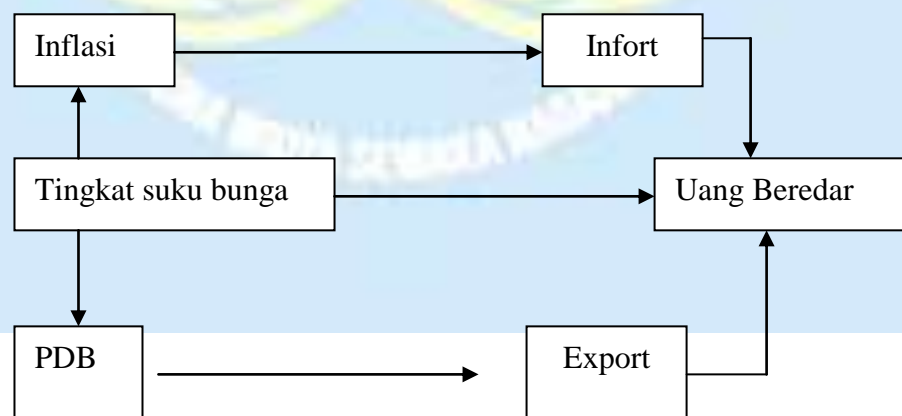 Inflasi
Infort
Tingkat suku bunga
Uang Beredar
PDB
Export